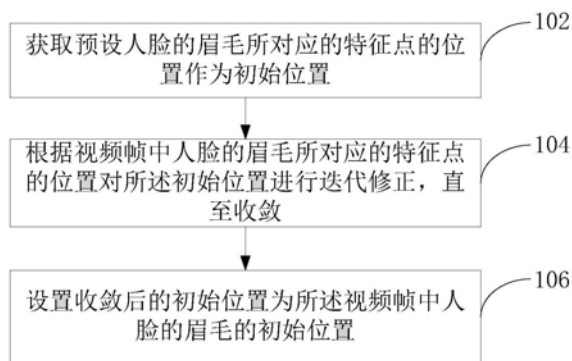 102
获取预设人脸的眉毛所对应的特征点的位
置作为初始位置
104
根据视频帧中人脸的眉毛所对应的特征点
的位置对所述初始位置进行迭代修正，直
至收敛
106
设置收敛后的初始位置为所述视频帧中人
脸的眉毛的初始位置